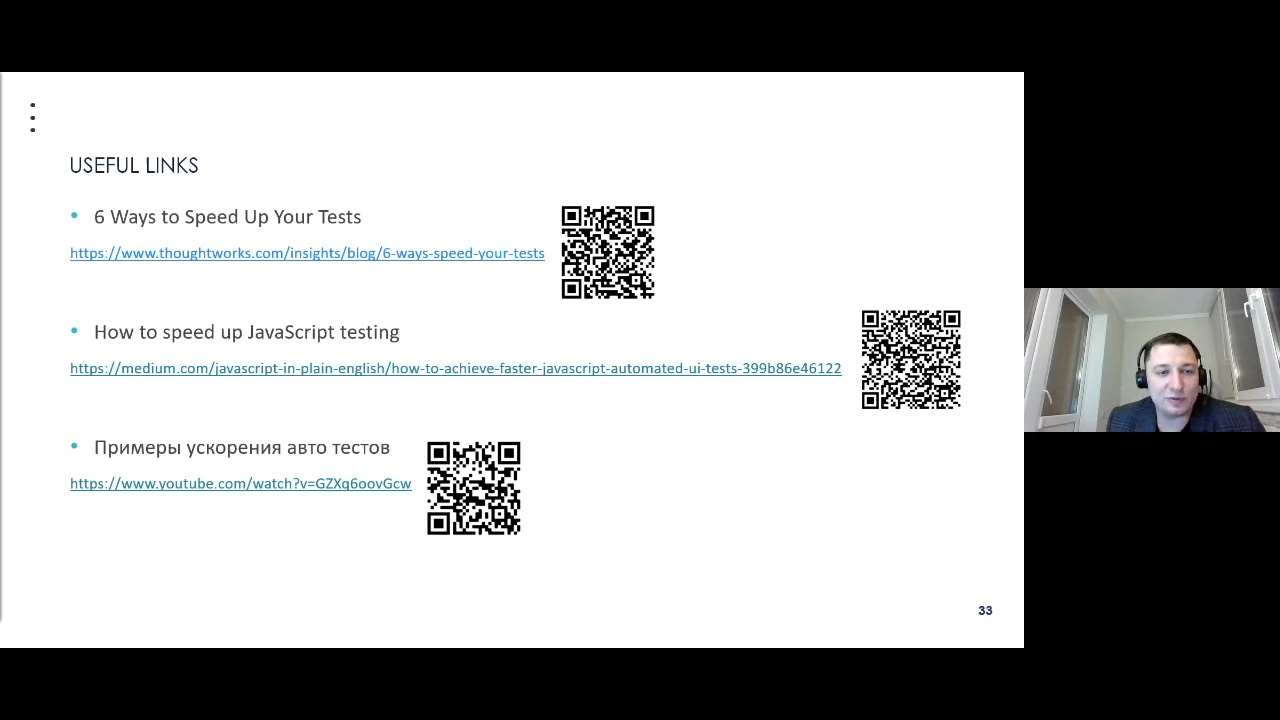 USEFUL LINKS
• 6 Ways to Speed Up Your Tests
https://www.thoughtworks.com/insights/blog/6-ways-speed-your-tests
• How to speed up JavaScript testing
https://medium.com/javascript-in-plain-english/how-to-achieve-faster-javascript-automated-ui-tests-399b86e46122
• Примеры ускорения авто тестов
https://www.youtube.com/watch?v=GZXq6oovGcw
33